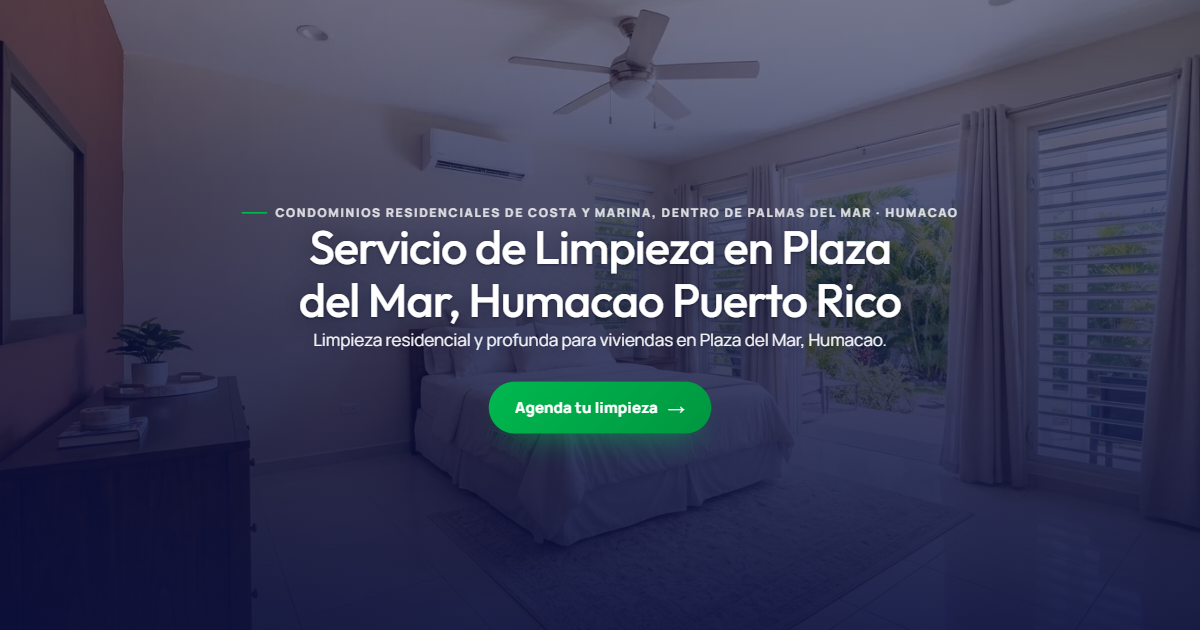 CONDOMINIOS RESIDENCIALES DE COSTA Y MARINA, DENTRO DE PALMAS DEL MAR · HUMACAO
Servicio de Limpieza en Plaza
del Mar, Humacao Puerto Rico
Limpieza residencial y profunda para viviendas en Plaza del Mar, Humacao.
Agenda tu limpieza →